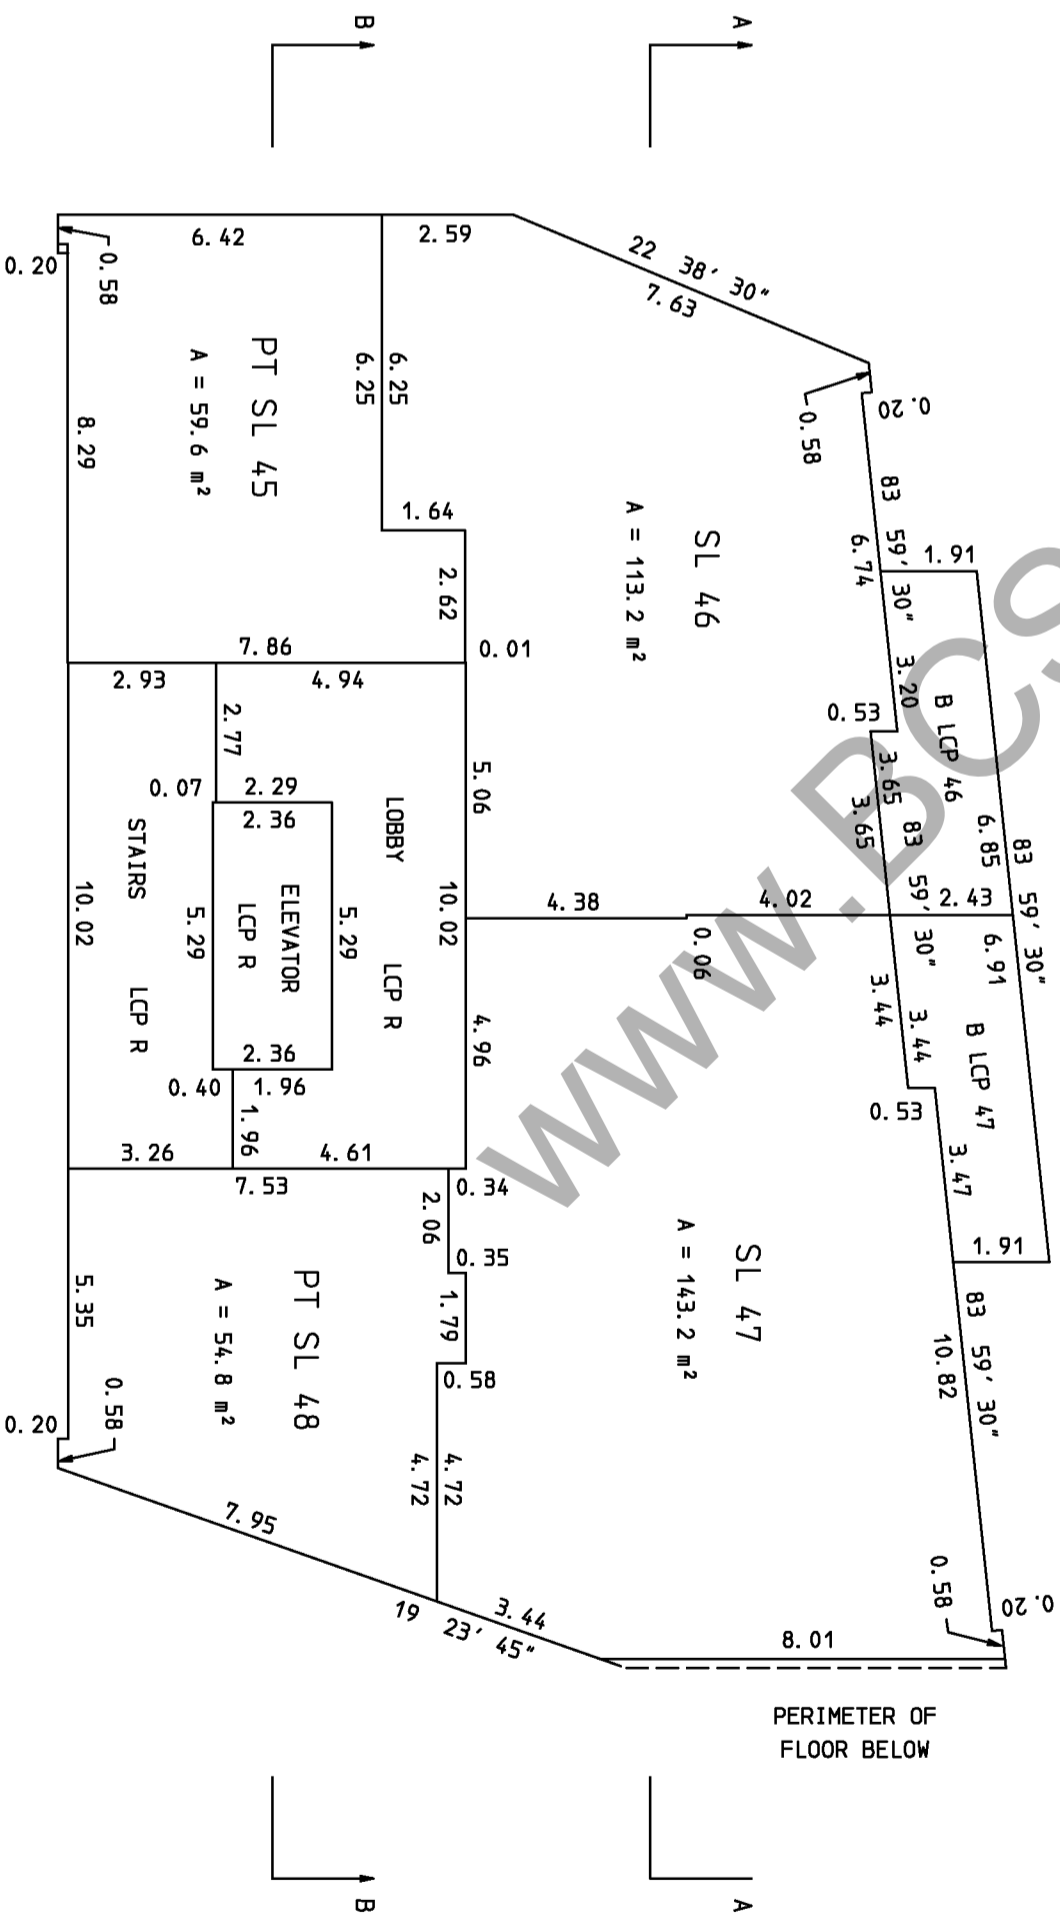 B
A
6.42
2.59
22 38' 30"
7.63
0.20
0.58
0.20
0.58
PT SL 45
A = 59.6 m²
6.25
6.25
8.29
1.64
2.62
SL 46
A = 113.2 m²
83 59' 30"
6.74
1.91
7.86
0.01
2.93
4.94
2.77
3.20
0.53
B LCP 46
0.07
2.29
2.36
5.06
3.65
3.65
83 59' 30"
6.85
83 59' 30"
STAIRS
LCP R
LOBBY
LCP R
ELEVATOR
LCP R
10.02
5.29
5.29
10.02
4.38
4.02
2.43
0.06
6.91
2.36
0.40
1.96
1.96
4.96
3.44
3.44
0.53
B LCP 47
3.26
4.61
7.53
0.34
2.06
0.35
3.47
1.91
5.35
PT SL 48
A = 54.8 m²
1.79
0.58
SL 47
A = 143.2 m²
83 59' 30"
10.82
0.20
0.58
4.72
4.72
7.95
3.44
19 23' 45"
0.58
0.20
8.01
PERIMETER OF
FLOOR BELOW
B
A
www.BCS